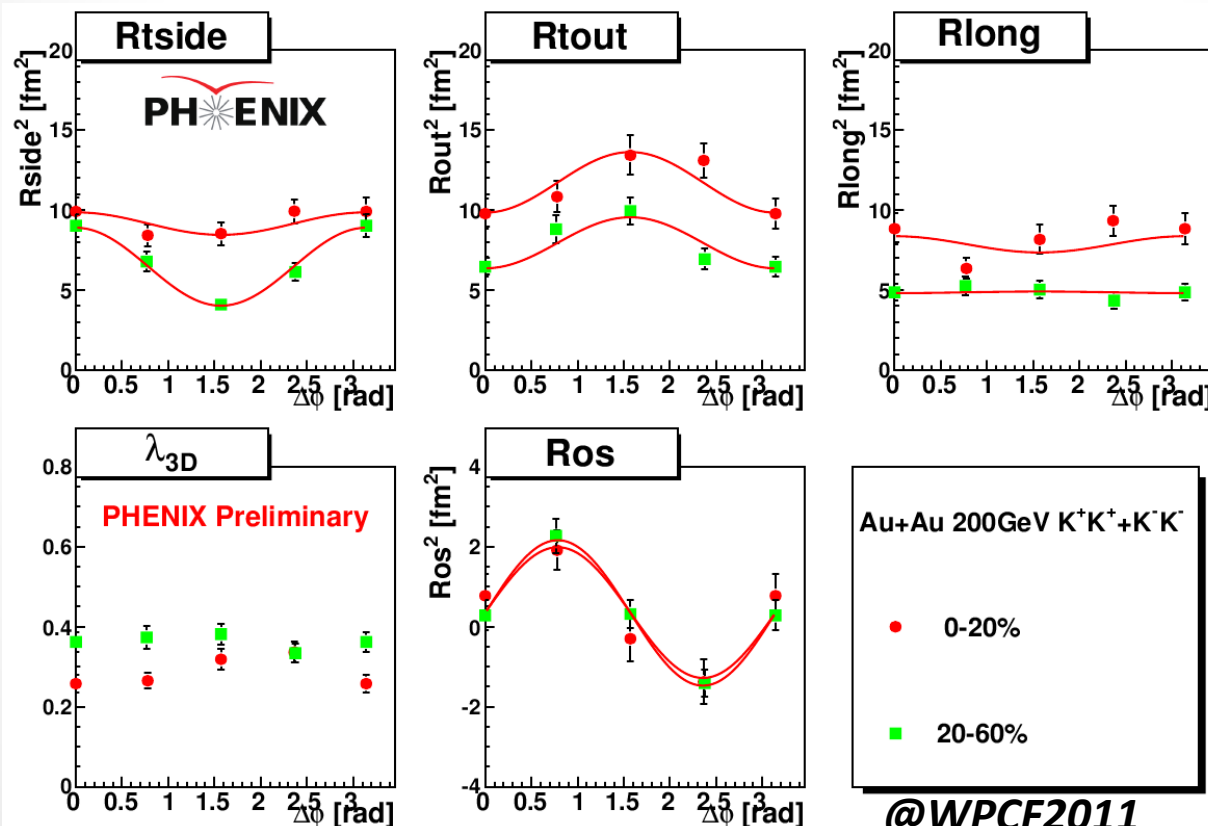 Rtside
Rside² [fm²]
PHENIX
20
15
10
5
0
0 0.5 1 1.5 2 2.5 3
Δϕ [rad]
Rtout
Rout² [fm²]
20
15
10
5
0
0 0.5 1 1.5 2 2.5 3
Δϕ [rad]
Rlong
Rlong² [fm²]
20
15
10
5
0
0 0.5 1 1.5 2 2.5 3
Δϕ [rad]
λ3D
PHENIX Preliminary
0.8
0.6
0.4
0.2
0
0 0.5 1 1.5 2 2.5 3
Δϕ [rad]
Ros
Ros² [fm²]
4
2
0
-2
-4
0 0.5 1 1.5 2 2.5 3
Δϕ [rad]
Au+Au 200GeV K⁺K⁺+K⁻K⁻
0-20%
20-60%
@WPCF2011